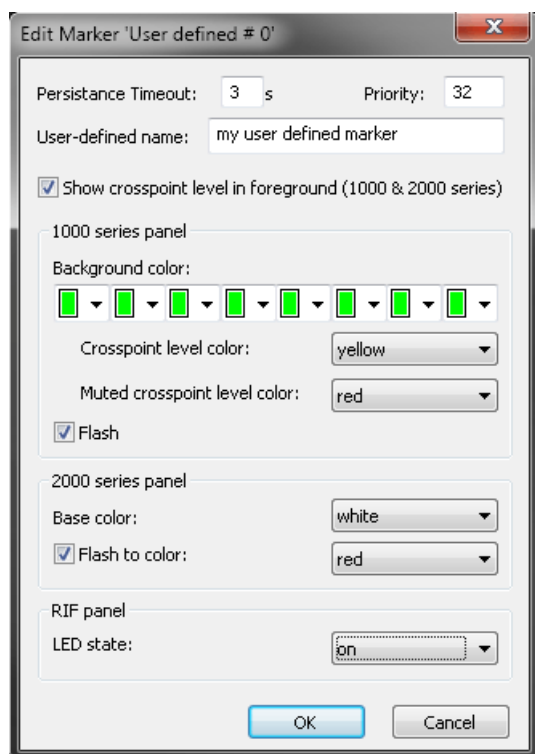 Edit Marker 'User defined # 0'
Persistance Timeout: 3 s Priority: 32
User-defined name: my user defined marker
Show crosspoint level in foreground (1000 & 2000 series)
1000 series panel
Background color:
Crosspoint level color: yellow
Muted crosspoint level color: red
Flash
2000 series panel
Base color: white
Flash to color: red
RIF panel
LED state: on
OK Cancel